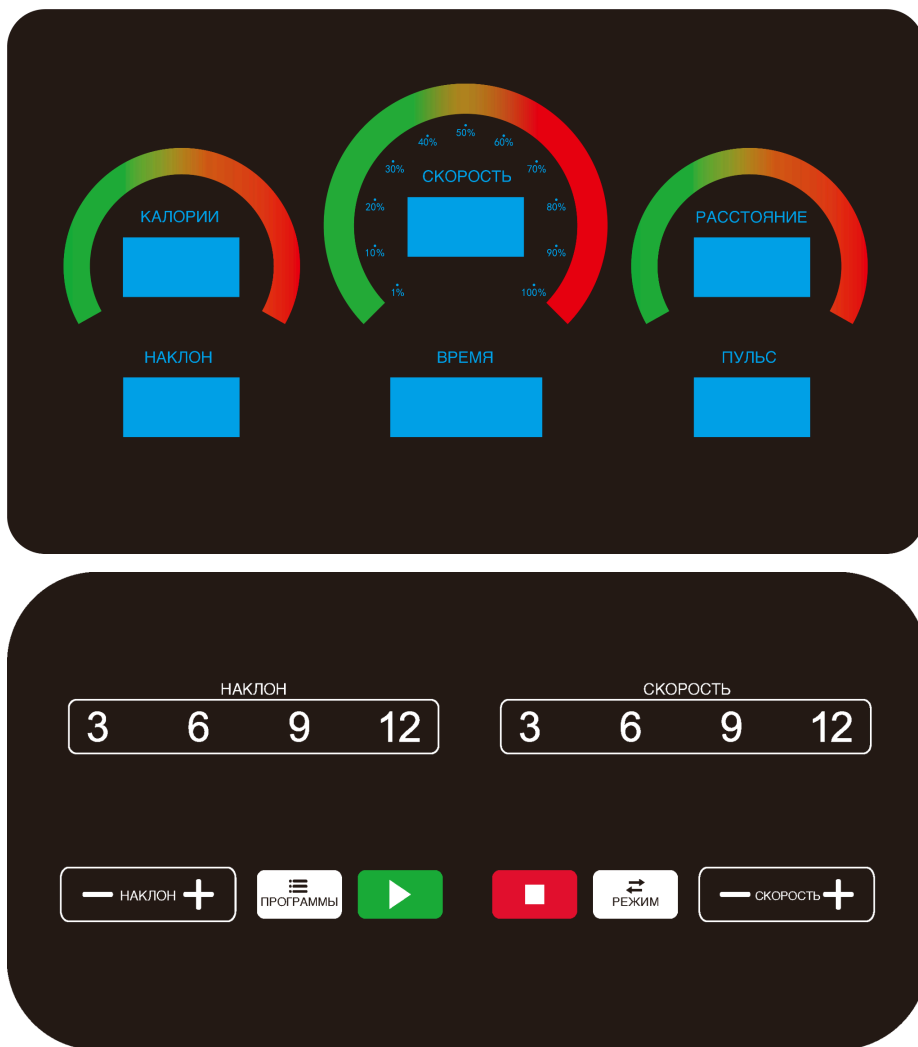 50%
40% 60%
30% 70%
СКОРОСТЬ
20% 80%
КАЛОРИИ
РАССТОЯНИЕ
10% 90%
1% 100%
НАКЛОН ВРЕМЯ ПУЛЬС
НАКЛОН СКОРОСТЬ
3 6 9 12 3 6 9 12
НАКЛОН ПРОГРАММЫ РЕЖИМ СКОРОСТЬ